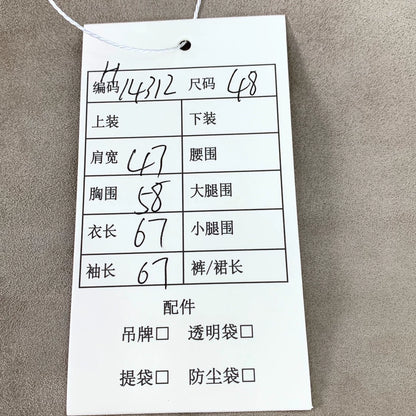 编码 H14312 尺码 48
上装 下装
肩宽 47 腰围
胸围 58 大腿围
衣长 67 小腿围
袖长 67 裤/裙长
配件
吊牌□ 透明袋□
提袋□ 防尘袋□